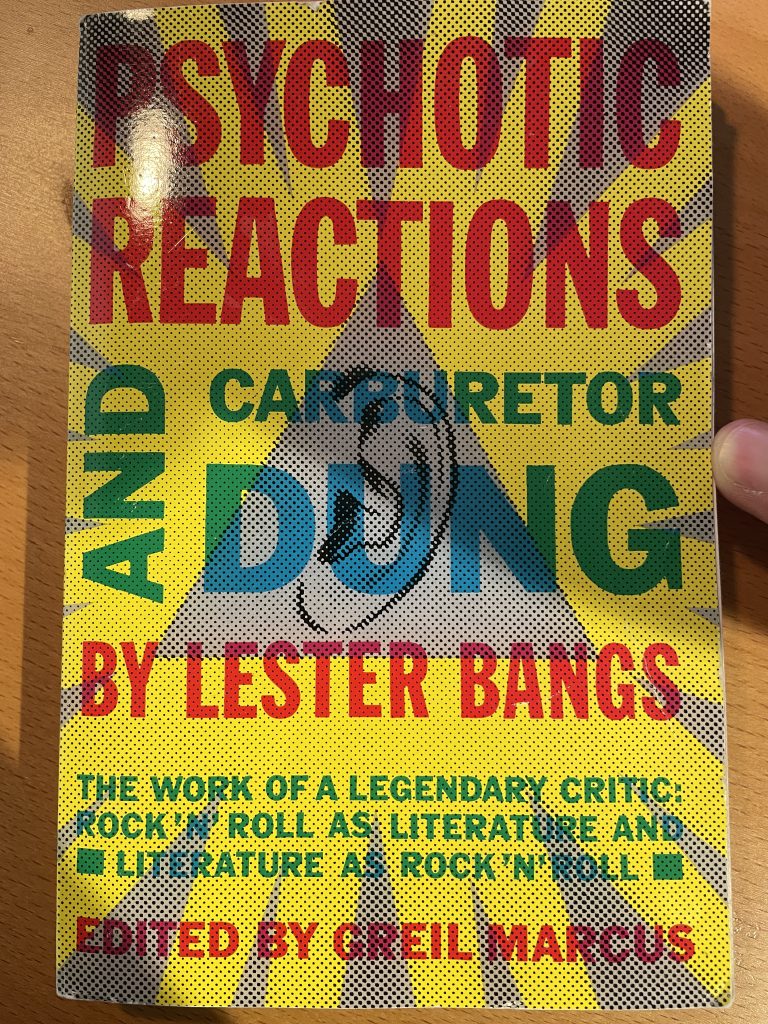 PSYCHOTIC
REACTIONS
AND
CARBURETOR
DUNG
BY LESTER BANGS
THE WORK OF A LEGENDARY CRITIC:
ROCK 'N' ROLL AS LITERATURE AND
LITERATURE AS ROCK 'N' ROLL
EDITED BY GREIL MARCUS